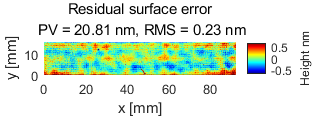 Residual surface error
PV = 20.81 nm, RMS = 0.23 nm
y [mm]
10
0
0 20 40 60 80
x [mm]
0.5
0
-0.5
Height nm